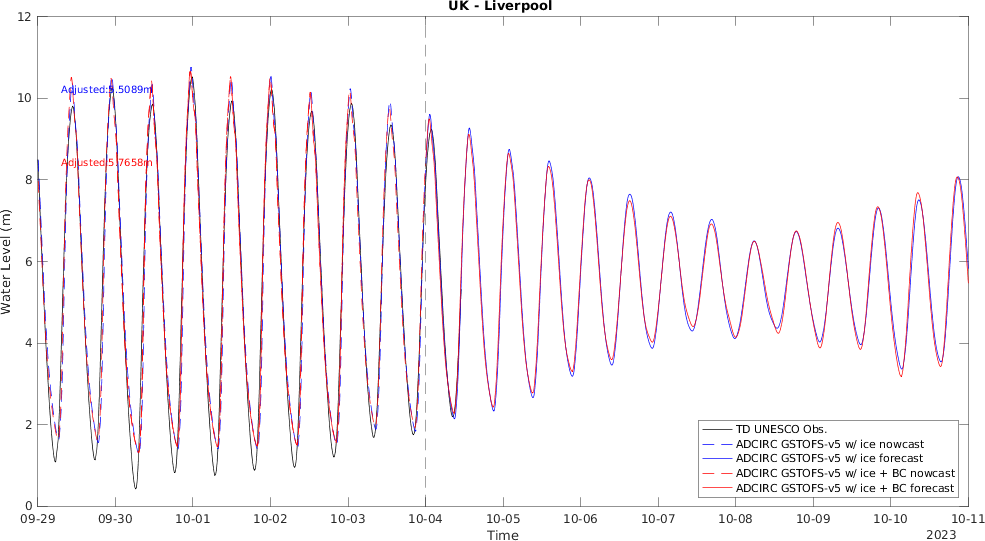 UK - Liverpool
12
10
8
6
4
2
0
Water Level (m)
Adjusted:5.5089m
Adjusted:5.7658m
TD UNESCO Obs.
ADCIRC GSTOFS-v5 w/ ice nowcast
ADCIRC GSTOFS-v5 w/ ice forecast
ADCIRC GSTOFS-v5 w/ ice + BC nowcast
ADCIRC GSTOFS-v5 w/ ice + BC forecast
09-29 09-30 10-01 10-02 10-03 10-04 10-05 10-06 10-07 10-08 10-09 10-10 10-11
Time
2023